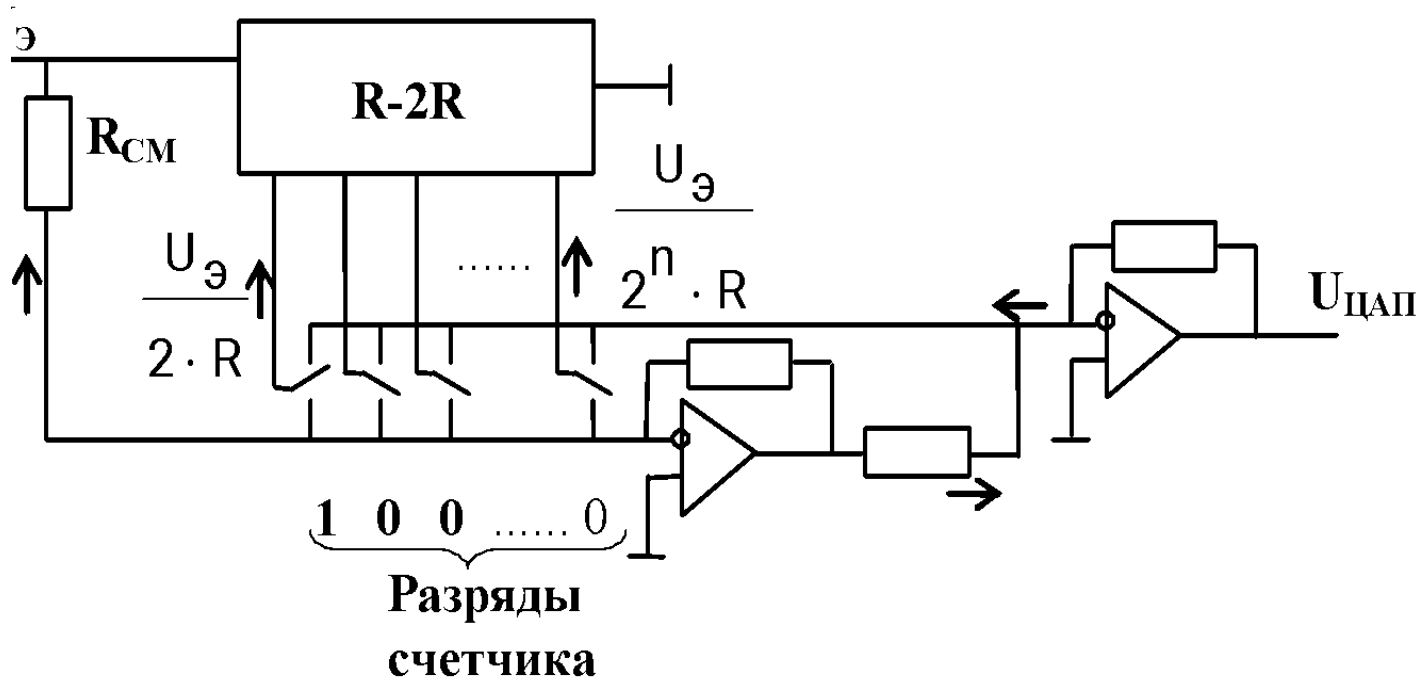 Э
R-2R
RСМ
UЭ
2 · R
......
UЭ
2ⁿ · R
UЦАП
1 0 0 ...... 0
Разряды
счетчика